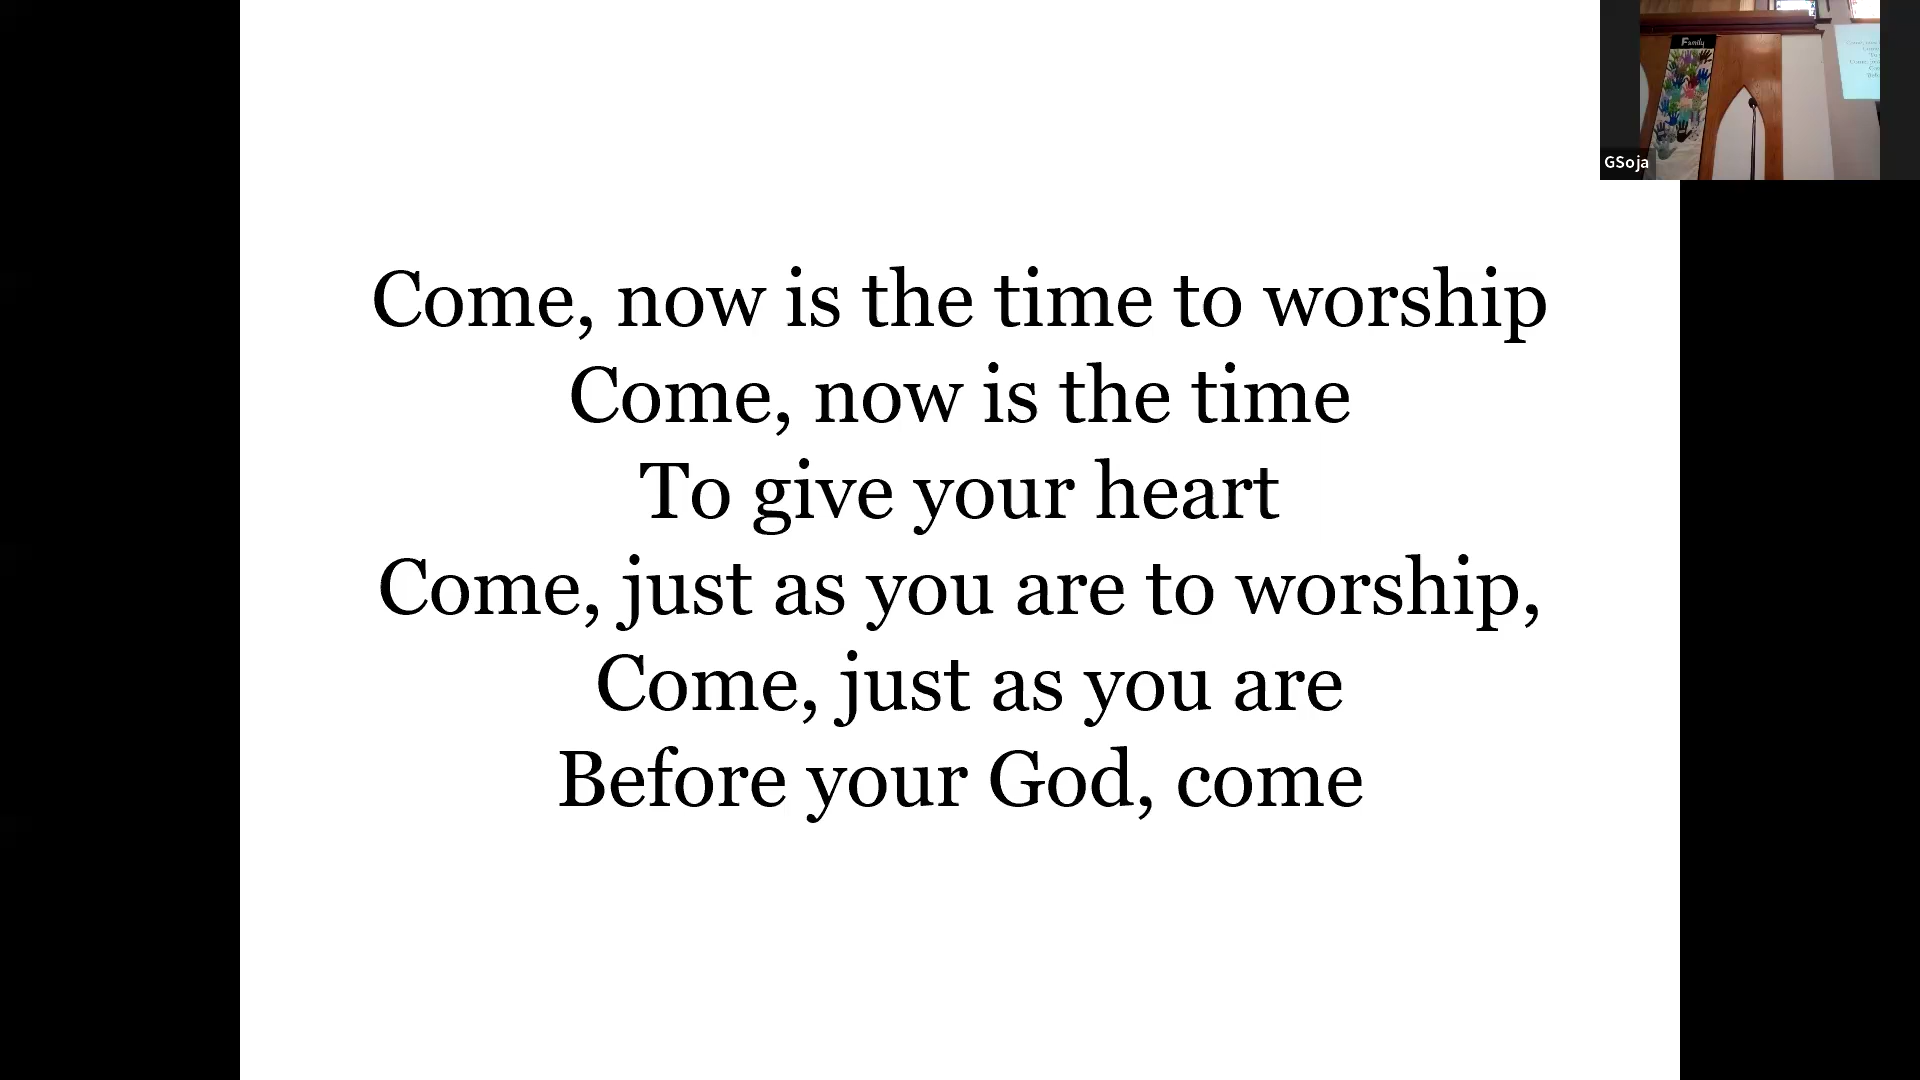 Come, now is the time to worship
Come, now is the time
To give your heart
Come, just as you are to worship,
Come, just as you are
Before your God, come
Family
GSoja